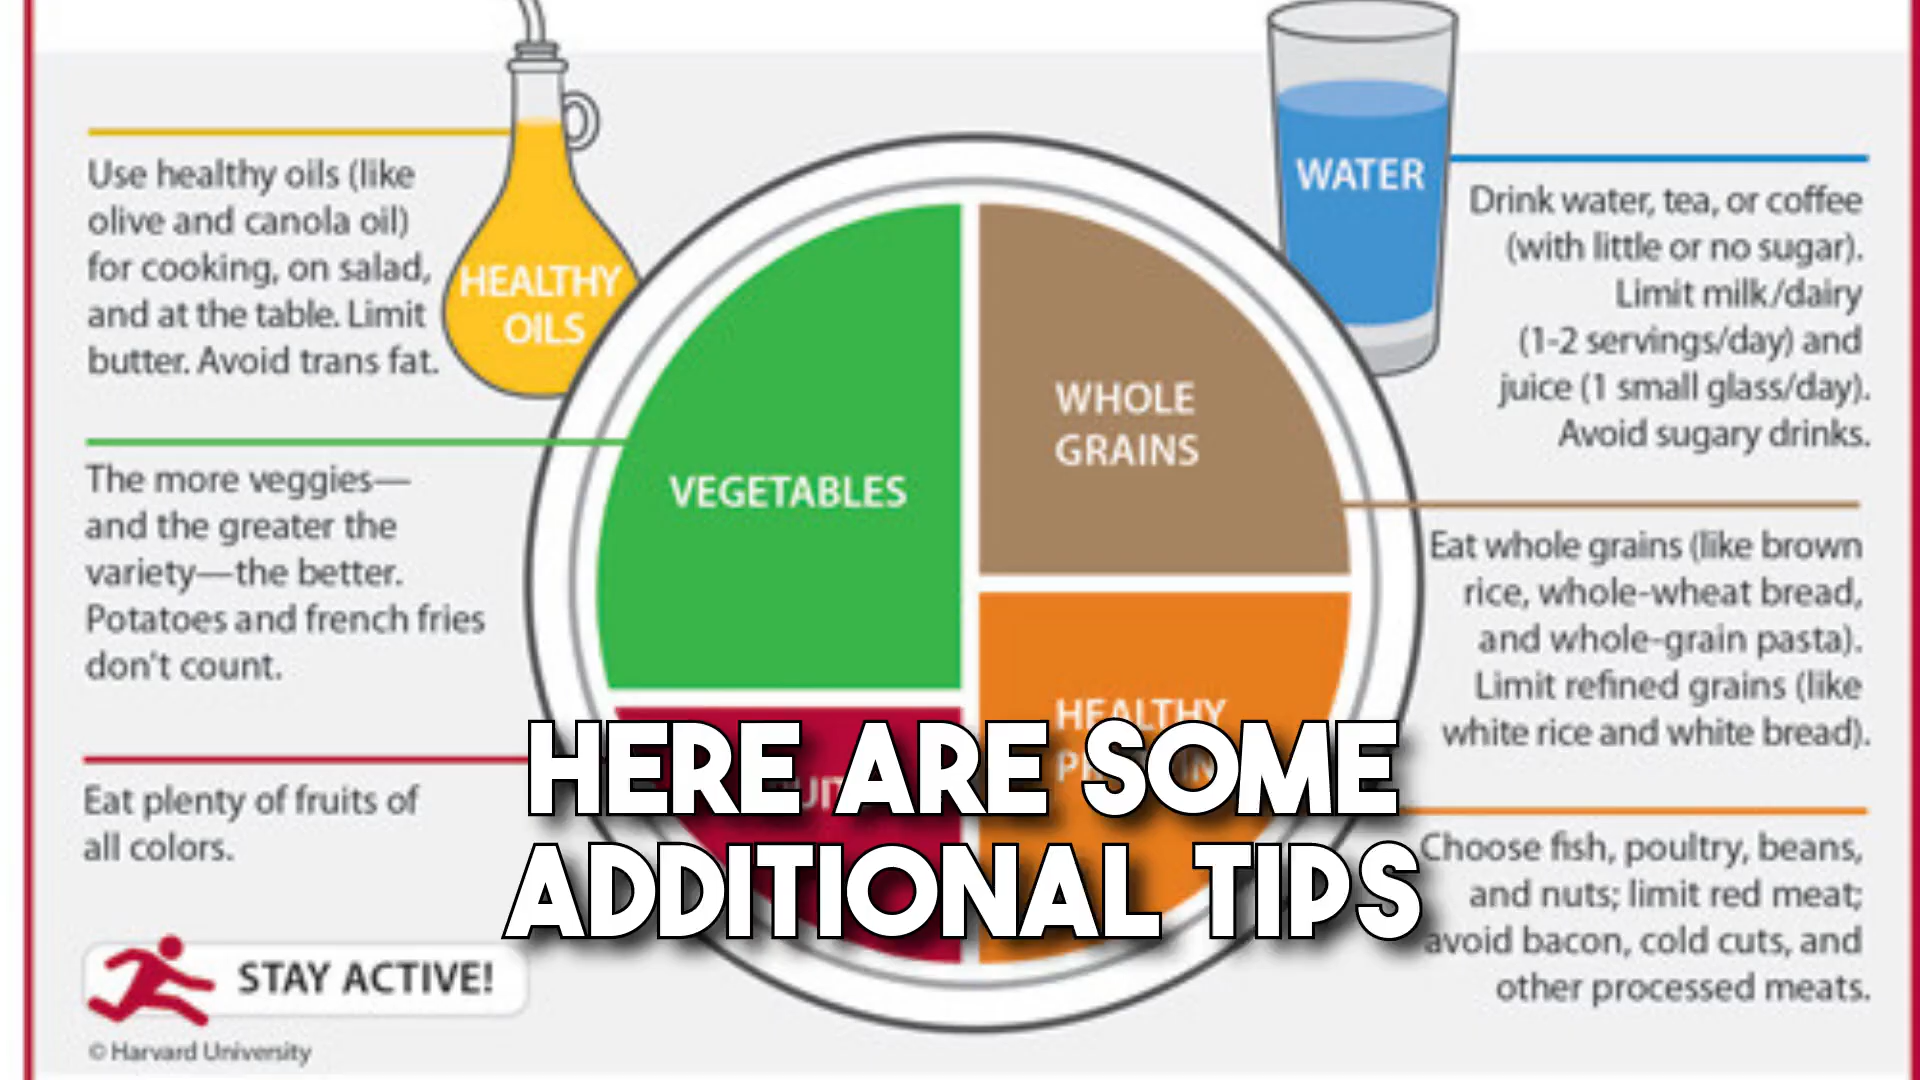 Use healthy oils (like
olive and canola oil)
for cooking, on salad,
and at the table. Limit
butter. Avoid trans fat.
HEALTHY
OILS
The more veggies—
and the greater the
variety—the better.
Potatoes and french fries
don't count.
Eat plenty of fruits of
all colors.
STAY ACTIVE!
© Harvard University
VEGETABLES
WHOLE
GRAINS
HEALTHY
WATER
Drink water, tea, or coffee
(with little or no sugar).
Limit milk/dairy
(1-2 servings/day) and
juice (1 small glass/day).
Avoid sugary drinks.
Eat whole grains (like brown
rice, whole-wheat bread,
and whole-grain pasta).
Limit refined grains (like
white rice and white bread).
Choose fish, poultry, beans,
and nuts; limit red meat;
avoid bacon, cold cuts, and
other processed meats.
HERE ARE SOME
ADDITIONAL TIPS